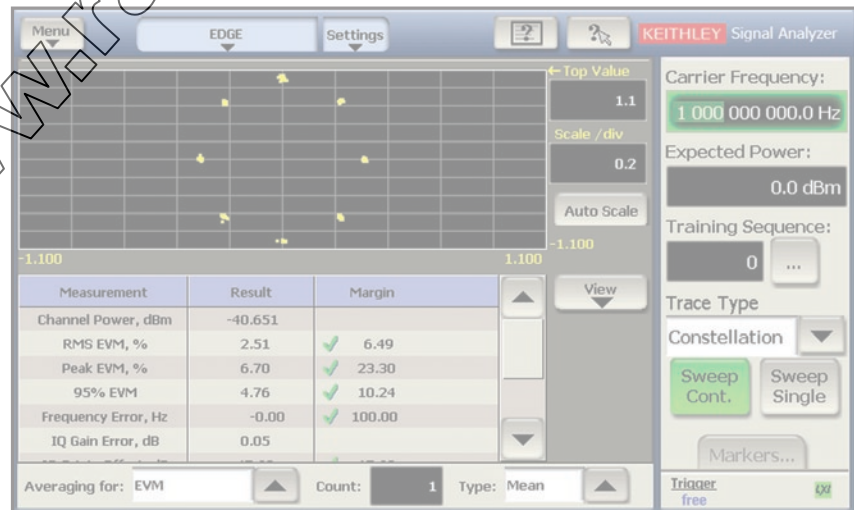 Menu
EDGE
Settings
?
?
KEITHLEY Signal Analyzer
←Top Value
1.1
Scale /div
0.2
Auto Scale
-1.100
-1.100
1.100
View
Measurement Result Margin
Channel Power, dBm -40.651
RMS EVM, % 2.51 6.49
Peak EVM, % 6.70 23.30
95% EVM 4.76 10.24
Frequency Error, Hz -0.00 100.00
IQ Gain Error, dB 0.05
Averaging for: EVM Count: 1 Type: Mean
Carrier Frequency:
1 000 000 000.0 Hz
Expected Power:
0.0 dBm
Training Sequence:
0 ...
Trace Type
Constellation
Sweep Cont.
Sweep Single
Markers...
Trigger
free
LXI